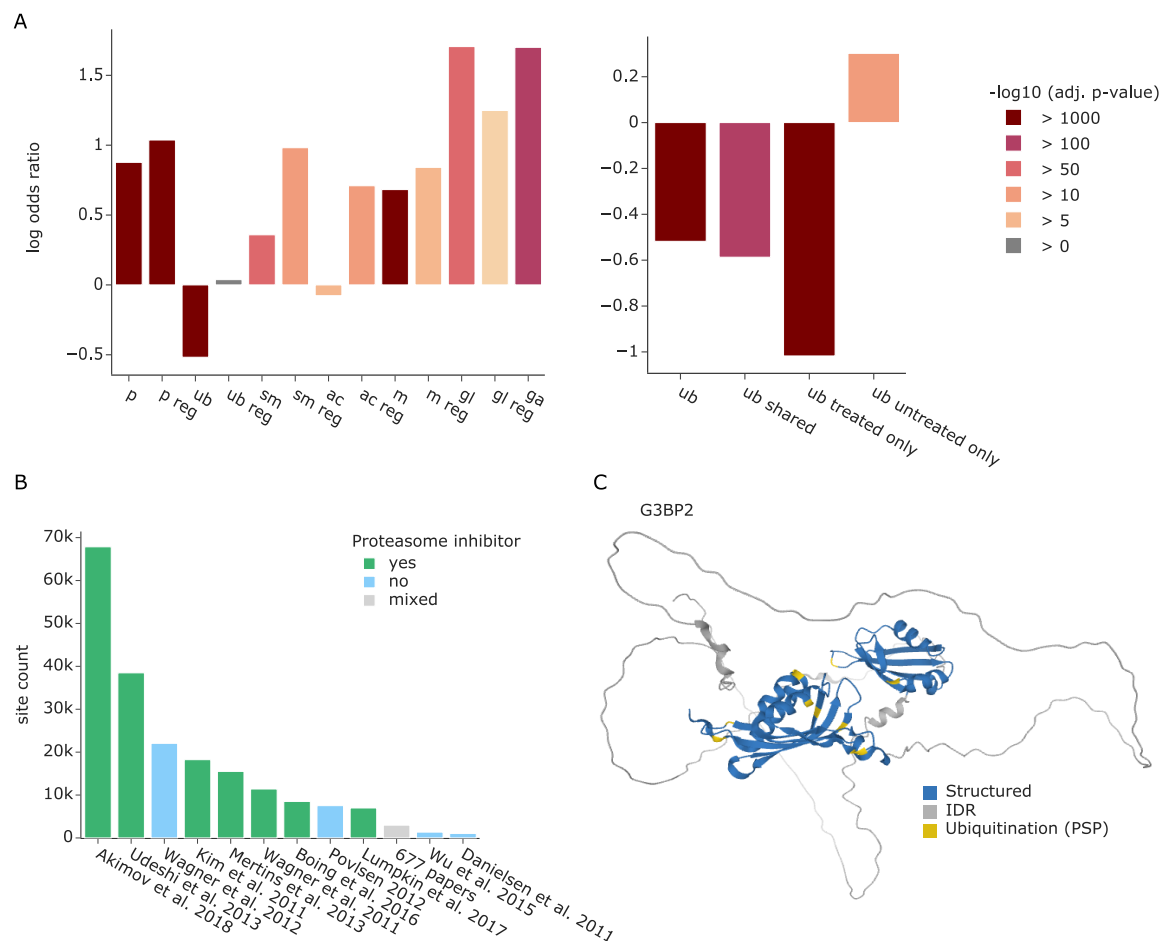 A
log odds ratio
1.5
1
0.5
0
−0.5
p
p reg
ub
ub reg
sm
sm reg
ac
ac reg
m
m reg
gl
gl reg
ga
0.2
0
−0.2
−0.4
−0.6
−0.8
−1
ub
ub shared
ub treated only
ub untreated only
-log10 (adj. p-value)
> 1000
> 100
> 50
> 10
> 5
> 0
B
site count
70k
60k
50k
40k
30k
20k
10k
0
Proteasome inhibitor
yes
no
mixed
Akimov et al. 2018
Udeshi et al. 2013
Wagner et al. 2012
Kim et al. 2011
Mertins et al. 2013
Wagner et al. 2011
Boing et al. 2016
Povlsen 2012
Lumpkin et al. 2017
677 papers
Wu et al. 2015
Danielsen et al. 2011
C
G3BP2
Structured
IDR
Ubiquitination (PSP)